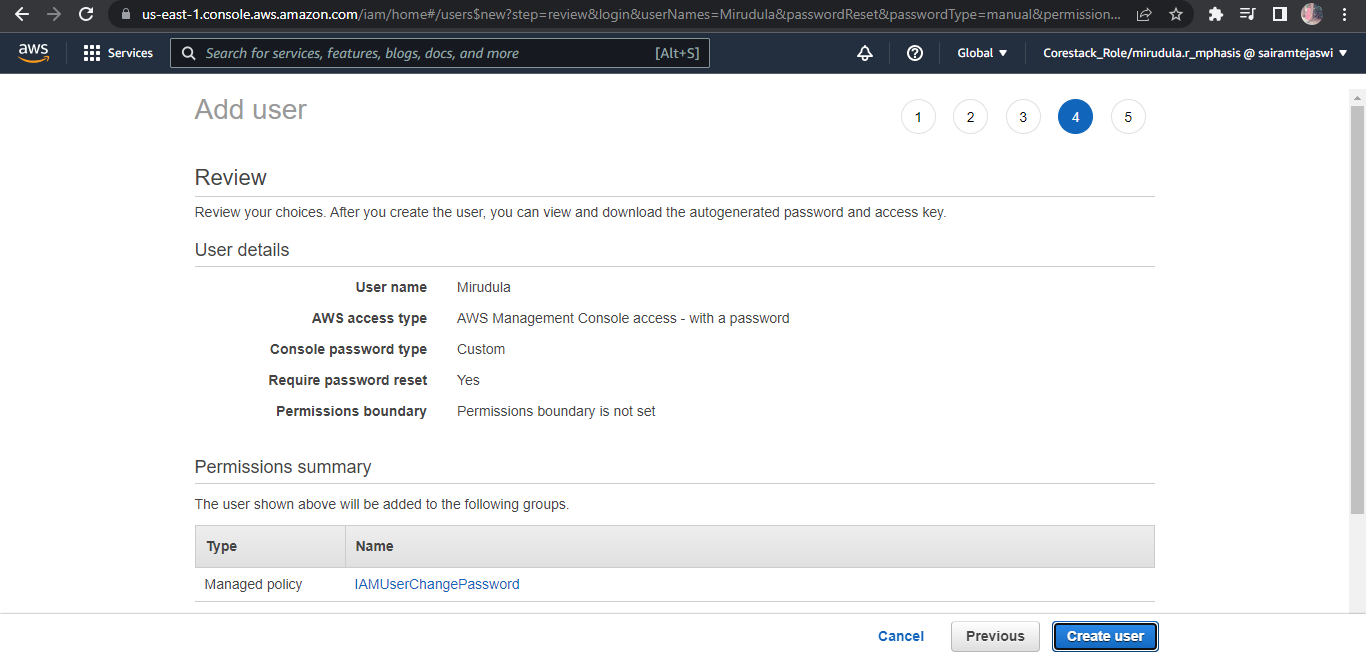 us-east-1.console.aws.amazon.com/iam/home#/users$new?step=review&login&userNames=Mirudula&passwordReset&passwordType=manual&permission...
aws Services Search for services, features, blogs, docs, and more [Alt+S] Global ▼ Corestack_Role/mirudula.r_mphasis @ sairamtejaswi ▼
Add user 1 2 3 4 5
Review
Review your choices. After you create the user, you can view and download the autogenerated password and access key.
User details
User name Mirudula
AWS access type AWS Management Console access - with a password
Console password type Custom
Require password reset Yes
Permissions boundary Permissions boundary is not set
Permissions summary
The user shown above will be added to the following groups.
Type Name
Managed policy IAMUserChangePassword
Cancel Previous Create user